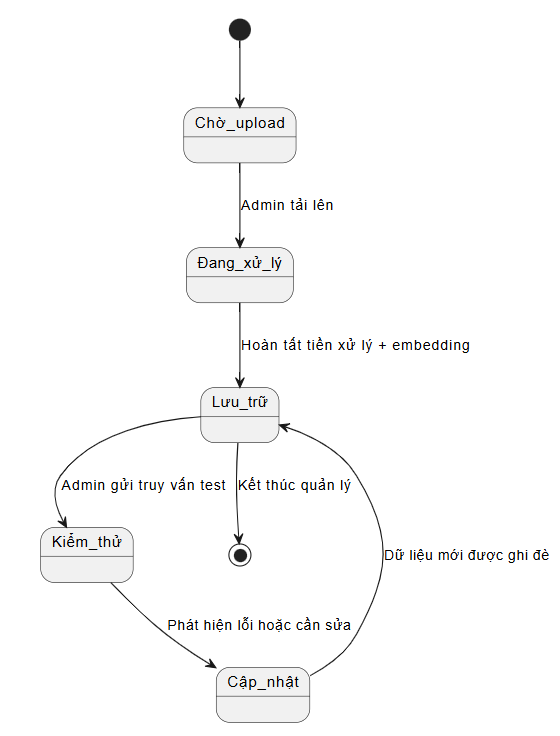 Chờ_upload
Admin tải lên
Đang_xử_lý
Hoàn tất tiền xử lý + embedding
Lưu_trữ
Admin gửi truy vấn test
Kết thúc quản lý
Kiểm_thử
Dữ liệu mới được ghi đè
Phát hiện lỗi hoặc cần sửa
Cập_nhật